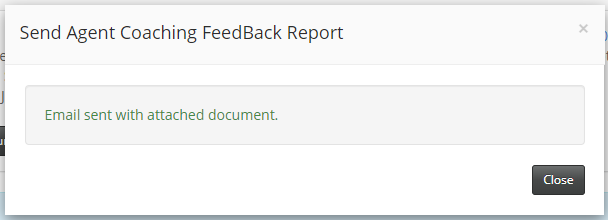 Send Agent Coaching FeedBack Report
×
Email sent with attached document.
Close